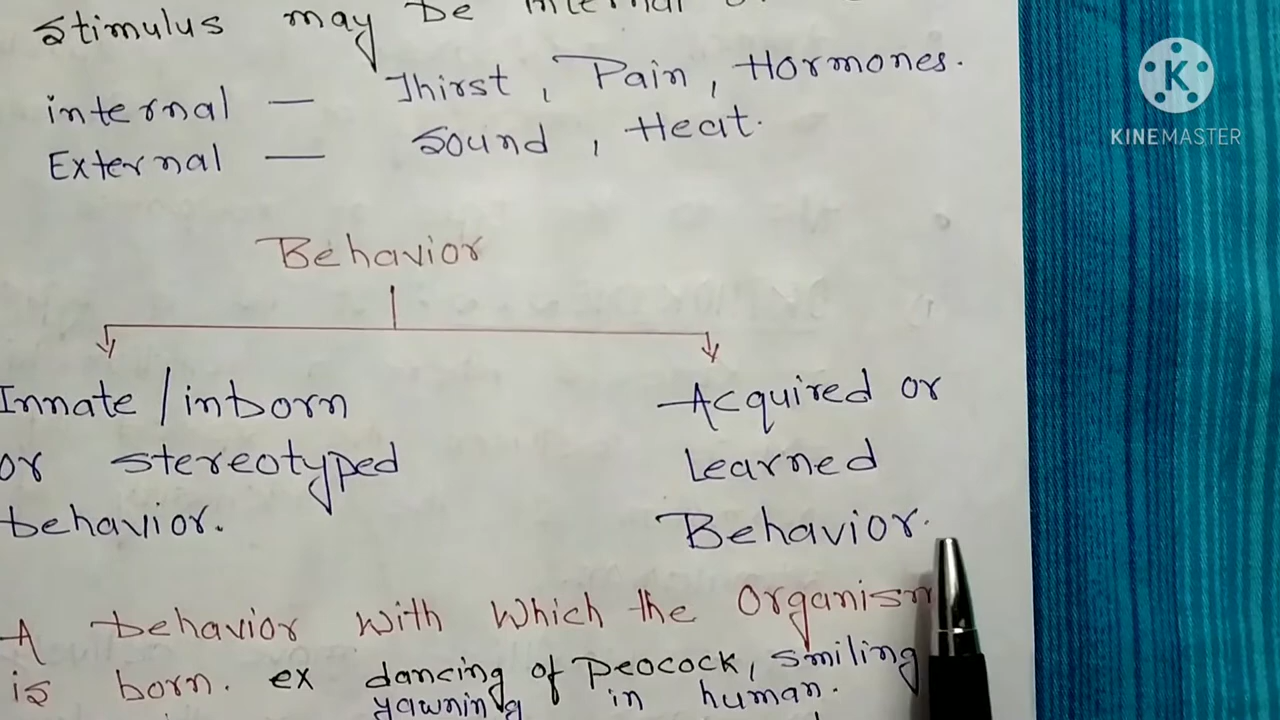 Stimulus may be internal
internal — Thirst, Pain, Hormones.
External — Sound, Heat.
KINEMASTER
Behavior
Innate / inborn
or stereotyped
behavior.
Acquired or
Learned
Behavior.
A behavior with which the Organism
is born. ex dancing of Peocock, smiling
yawning in human.